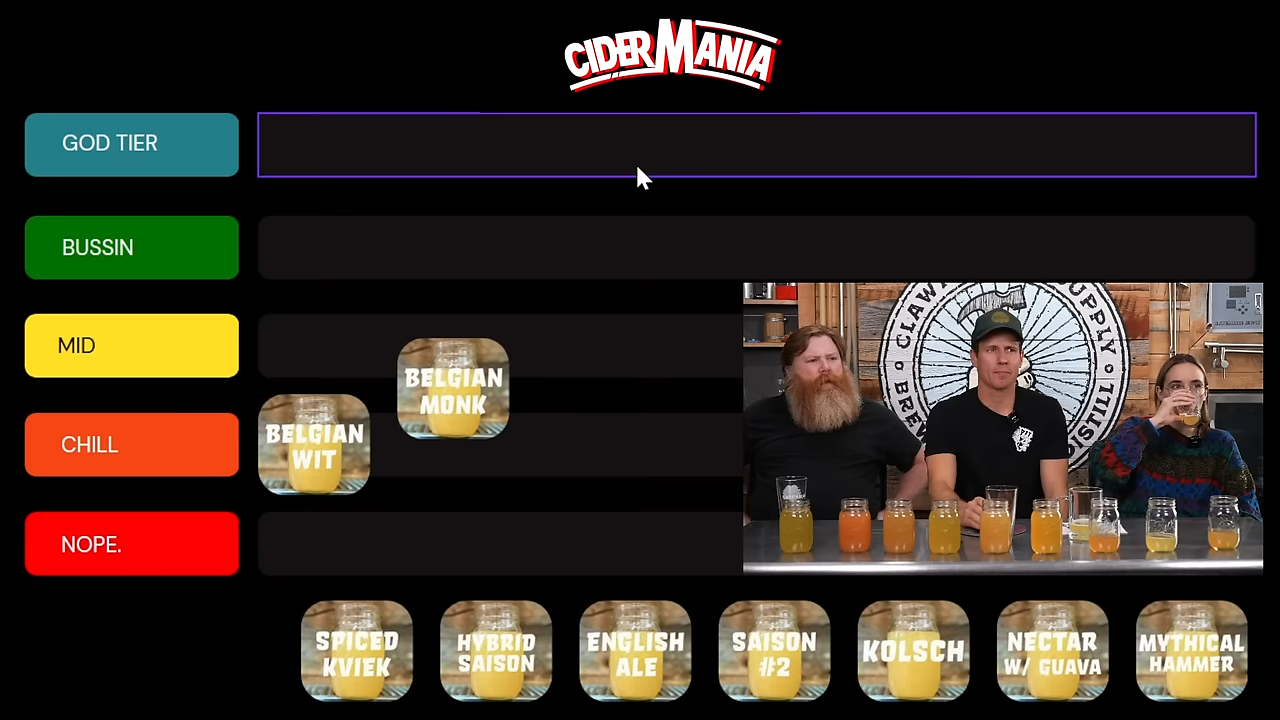 CIDERMANIA
GOD TIER
BUSSIN
MID
CHILL
NOPE.
BELGIAN
MONK
BELGIAN
WIT
SPICED
KVIEK
HYBRID
SAISON
ENGLISH
ALE
SAISON
#2
KOLSCH
NECTAR
W/ GUAVA
MYTHICAL
HAMMER